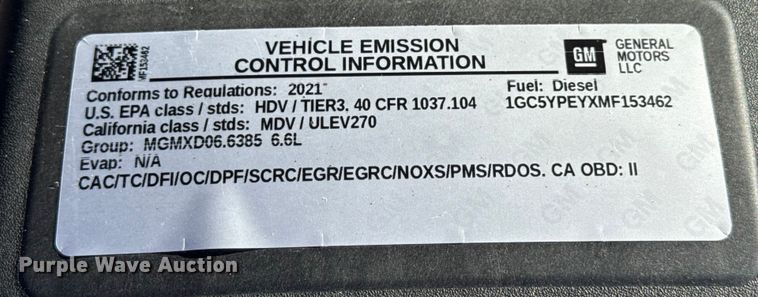 MF153462
VEHICLE EMISSION
CONTROL INFORMATION
GM
GENERAL
MOTORS
LLC
Conforms to Regulations: 2021
Fuel: Diesel
U.S. EPA class / stds: HDV / TIER3. 40 CFR 1037.104
1GC5YPEYXMF153462
California class / stds: MDV / ULEV270
Group: MGMXD06.6385 6.6L
Evap: N/A
CAC/TC/DFI/OC/DPF/SCRC/EGR/EGRC/NOXS/PMS/RDOS. CA OBD: II
Purple Wave Auction